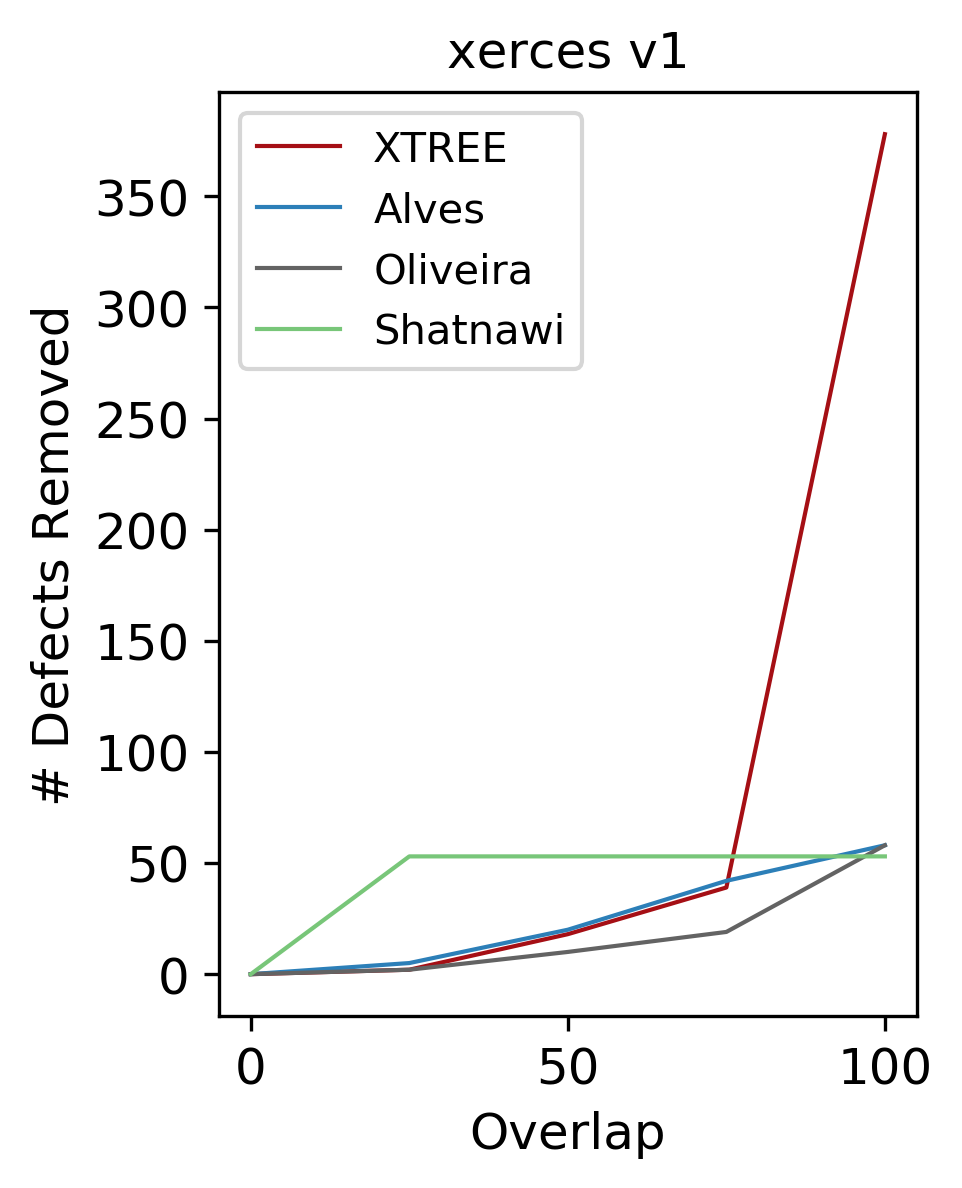 xerces v1
XTREE
Alves
Oliveira
Shatnawi
# Defects Removed
350
300
250
200
150
100
50
0
0 50 100
Overlap